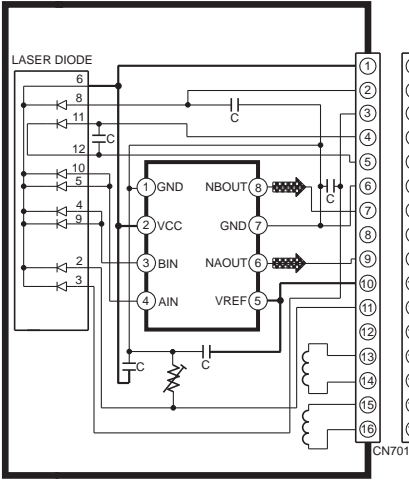 LASER DIODE
6
8
11
12
10
5
4
9
2
3
C
C
C
C
C
1 GND
2 VCC
3 BIN
4 AIN
NBOUT 8
GND 7
NAOUT 6
VREF 5
1
2
3
4
5
6
7
8
9
10
11
12
13
14
15
16
CN701